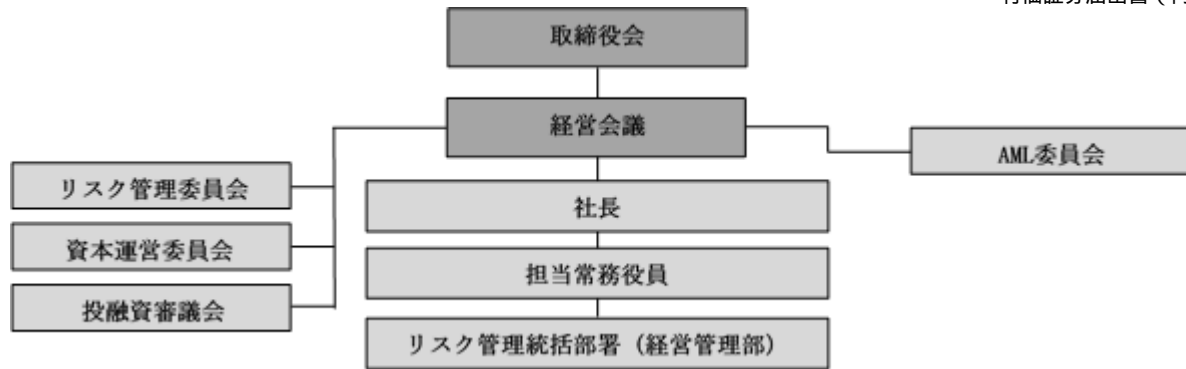 取締役会
経営会議
AML委員会
リスク管理委員会
社長
資本運営委員会
担当常務役員
投融資審議会
リスク管理統括部署（経営管理部）